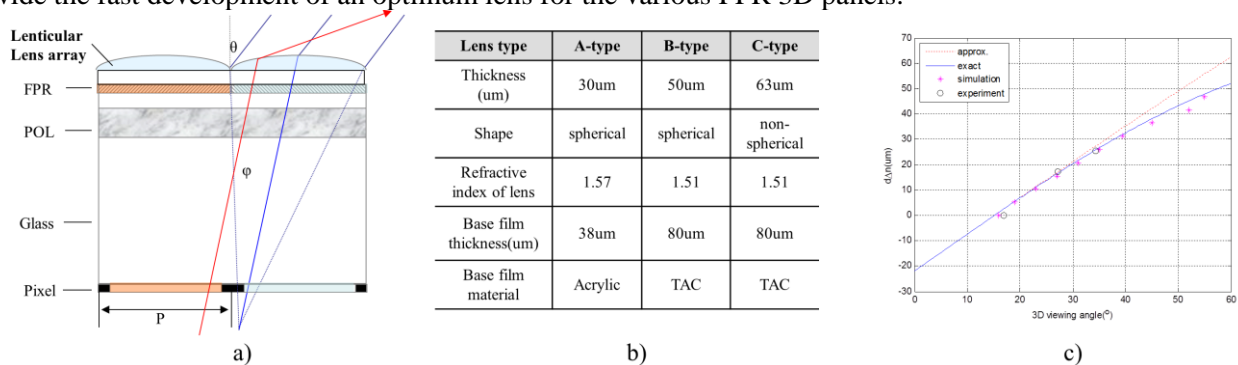 vide the fast development of an optimum lens for the various FPR 3D panels.
Lenticular
Lens array
FPR
POL
Glass
Pixel
θ
φ
P
a)
Lens type A-type B-type C-type
Thickness
(um) 30um 50um 63um
Shape spherical spherical non-
spherical
Refractive
index of lens 1.57 1.51 1.51
Base film
thickness(um) 38um 80um 80um
Base film
material Acrylic TAC TAC
b)
approx.
exact
simulation
experiment
dΔn(um)
70
60
50
40
30
20
10
0
-10
-20
-30
0 10 20 30 40 50 60
3D viewing angle(°)
c)